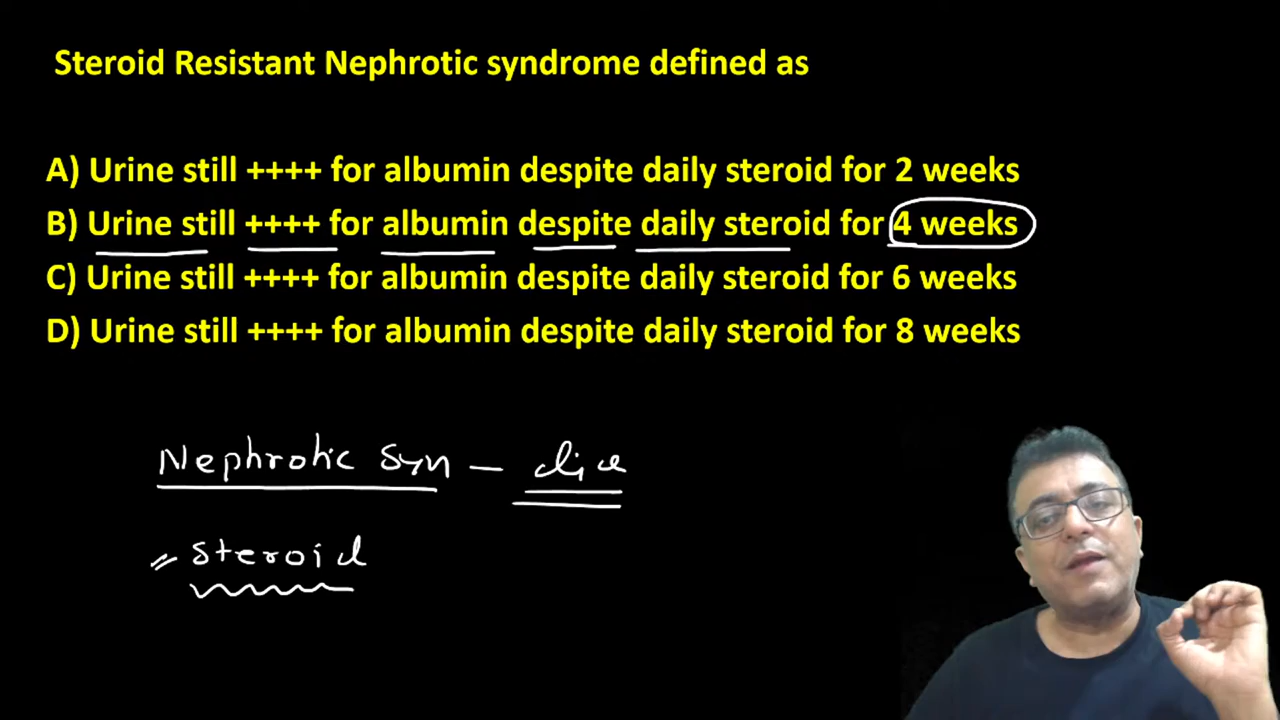 Steroid Resistant Nephrotic syndrome defined as
A) Urine still ++++ for albumin despite daily steroid for 2 weeks
B) Urine still ++++ for albumin despite daily steroid for 4 weeks
C) Urine still ++++ for albumin despite daily steroid for 6 weeks
D) Urine still ++++ for albumin despite daily steroid for 8 weeks
Nephrotic Syn –
steroid